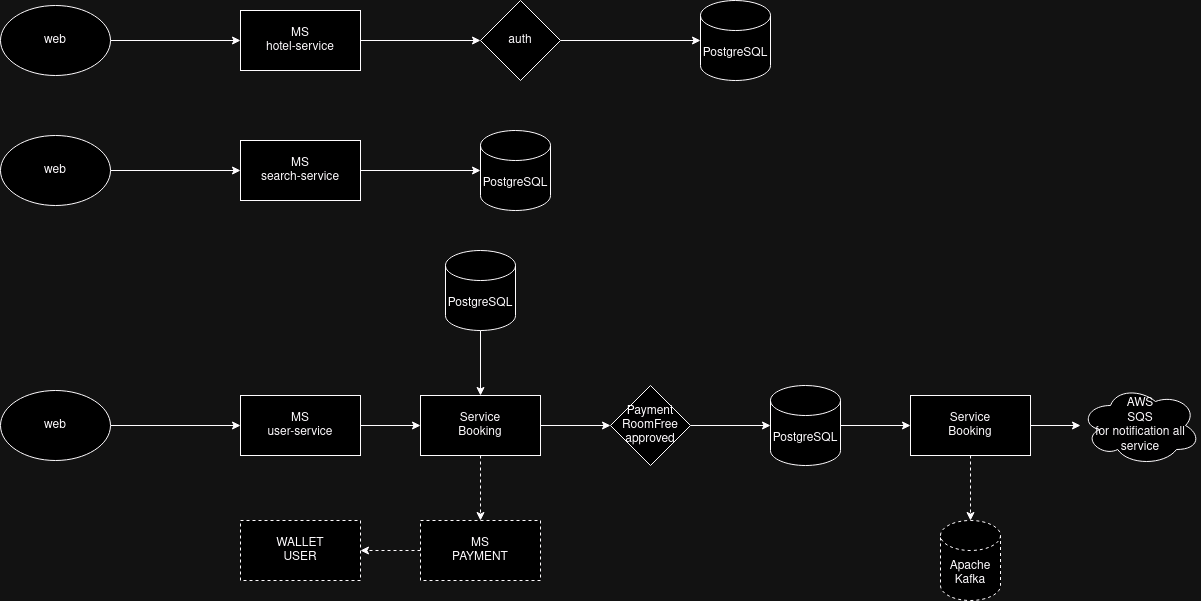 web
MS
hotel-service
auth
PostgreSQL
web
MS
search-service
PostgreSQL
PostgreSQL
web
MS
user-service
Service
Booking
Payment
RoomFree
approved
PostgreSQL
Service
Booking
AWS
SQS
for notification all
service
WALLET
USER
MS
PAYMENT
Apache
Kafka